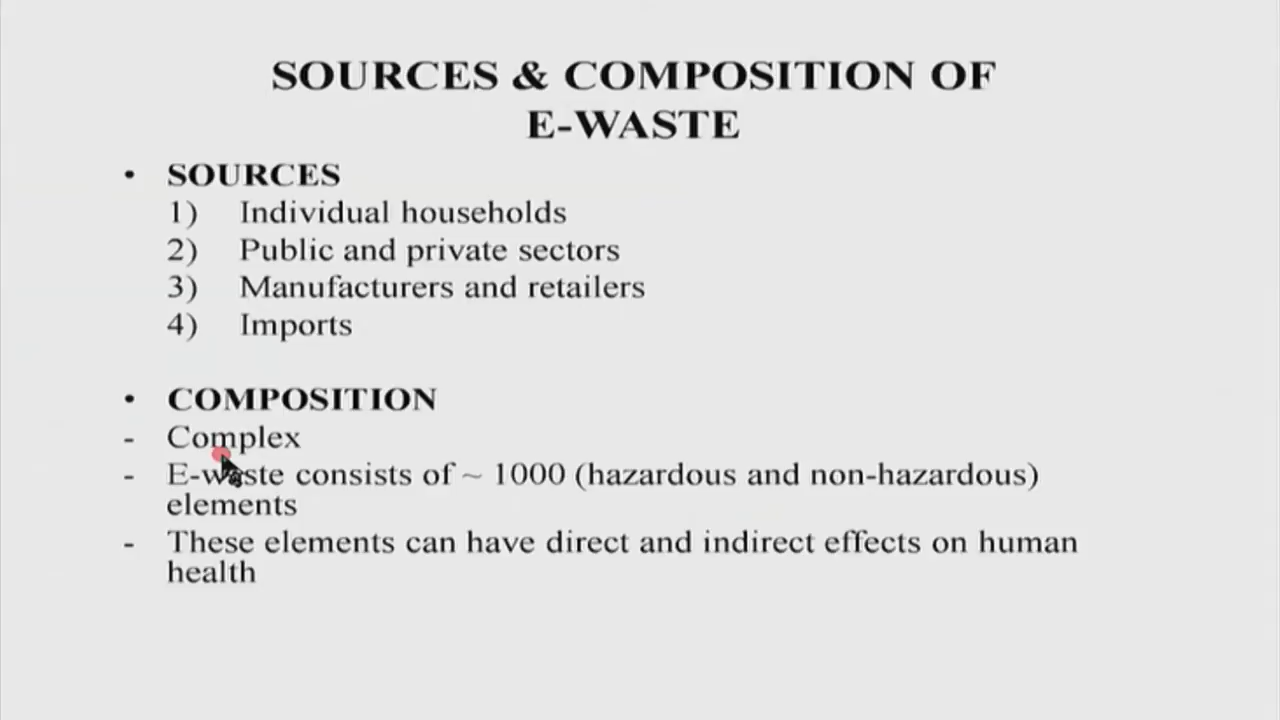 SOURCES & COMPOSITION OF
E-WASTE
• SOURCES
1) Individual households
2) Public and private sectors
3) Manufacturers and retailers
4) Imports
• COMPOSITION
- Complex
- E-waste consists of ~ 1000 (hazardous and non-hazardous)
elements
- These elements can have direct and indirect effects on human
health